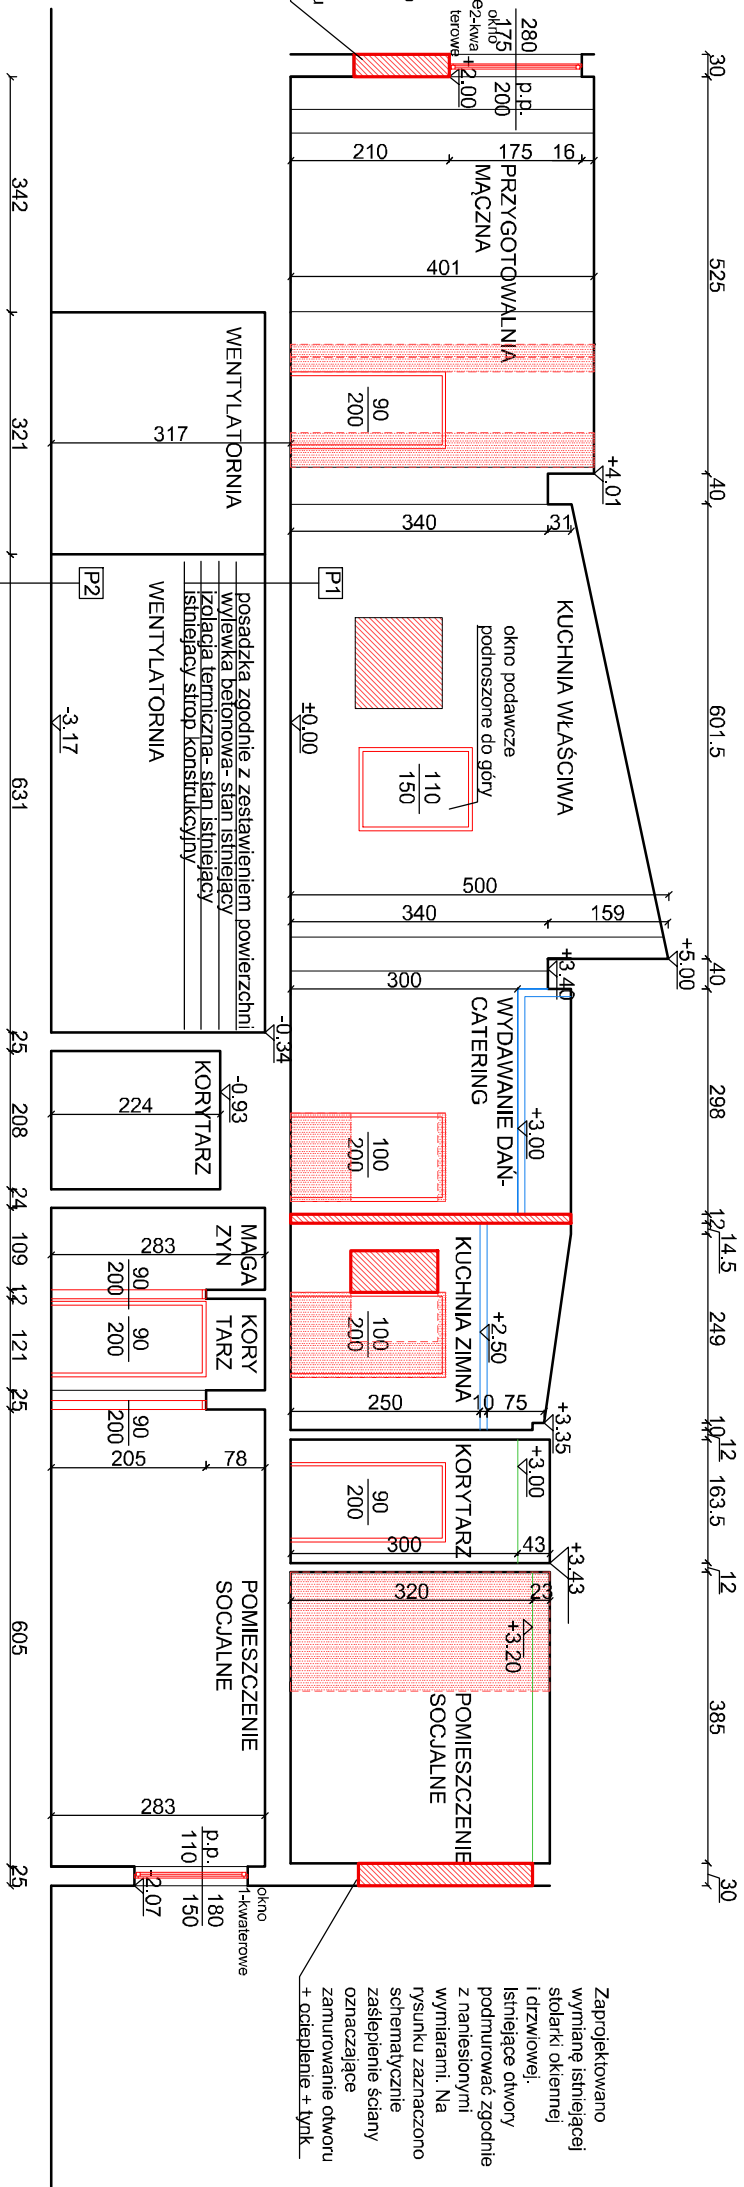 30
525
40
601.5
40
298
12
14.5
249
10
12
163.5
12
385
30
okno
2-kwa
terowe
280
175
p.p.
200
+2.00
210
175
16
PRZYGOTOWALNIA
MĄCZNA
401
90
200
+4.01
340
31
KUCHNIA WŁAŚCIWA
okno podawcze
podnoszone do góry
110
150
±0.00
500
340
159
+5.00
+3.40
300
WYDAWANIE DAŃ-
CATERING
+3.00
100
200
KUCHNIA ZIMNA
+2.50
100
200
250
10
75
+3.35
KORYTARZ
+3.00
90
200
300
43
+3.43
320
23
+3.20
POMIESZCZENIE
SOCJALNE
Zaprojektowano
wymianę istniejącej
stolarki okiennej
i drzwiowej.
Istniejące otwory
podmurować zgodnie
z naniesionymi
wymiarami. Na
rysunku zaznaczono
schematycznie
zaślepienie ściany
oznaczające
zamurowanie otworu
+ ocieplenie + tynk
WENTYLATORNIA
317
P1
P2
posadzka zgodnie z zestawieniem powierzchni
wylewka betonowa- stan istniejący
izolacja termiczna- stan istniejący
istniejący strop konstrukcyjny
WENTYLATORNIA
-3.17
-0.34
-0.93
KORYTARZ
224
MAGA
ZYN
283
90
200
KORY
TARZ
90
200
90
200
205
78
POMIESZCZENIE
SOCJALNE
283
p.p.
110
180
150
okno
1-kwaterowe
-2.07
342
321
631
25
208
24
109
12
121
25
605
25